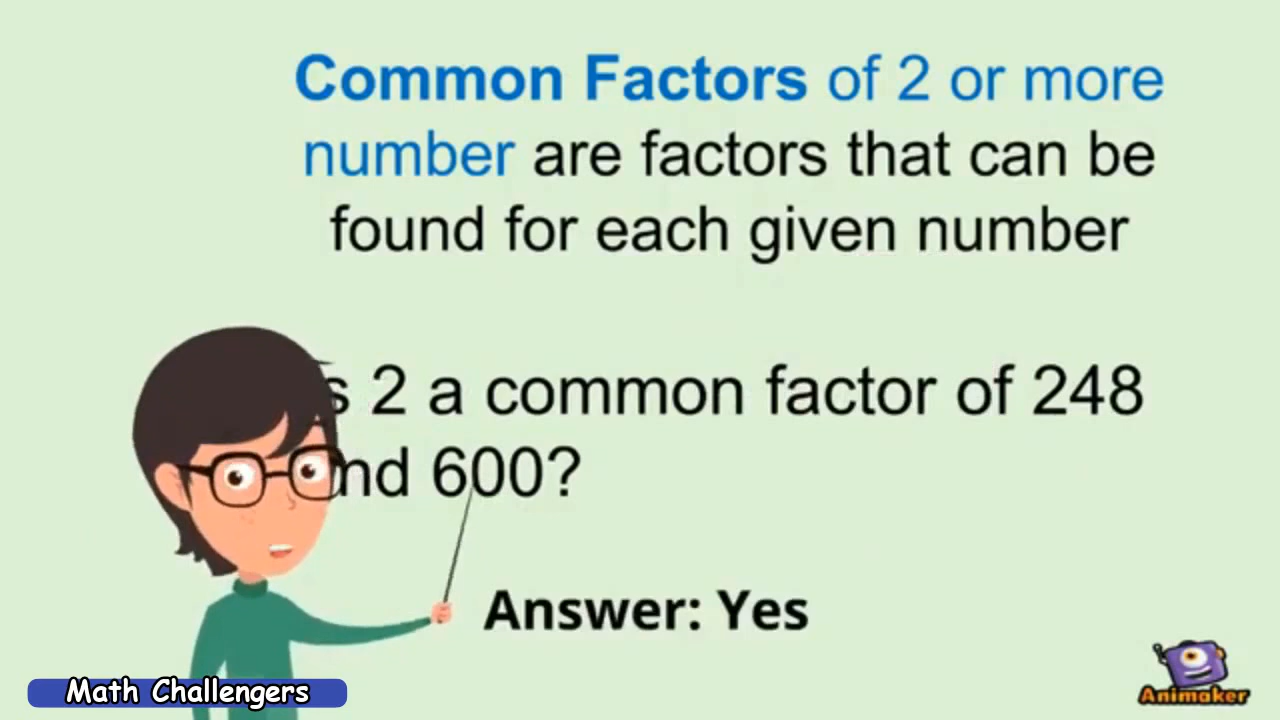 Common Factors of 2 or more
number are factors that can be
found for each given number
s 2 a common factor of 248
nd 600?
Answer: Yes
Math Challengers
Animaker